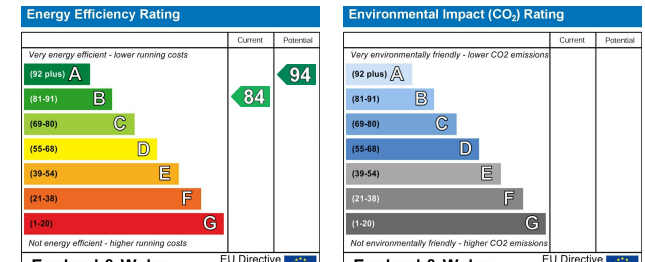 Energy Efficiency Rating
Current Potential
Very energy efficient - lower running costs
(92 plus) A
94
(81-91) B
84
(69-80) C
(55-68) D
(39-54) E
(21-38) F
(1-20) G
Not energy efficient - higher running costs
EU Directive
Environmental Impact (CO₂) Rating
Current Potential
Very environmentally friendly - lower CO2 emissions
(92 plus) A
(81-91) B
(69-80) C
(55-68) D
(39-54) E
(21-38) F
(1-20) G
Not environmentally friendly - higher CO2 emissions
EU Directive